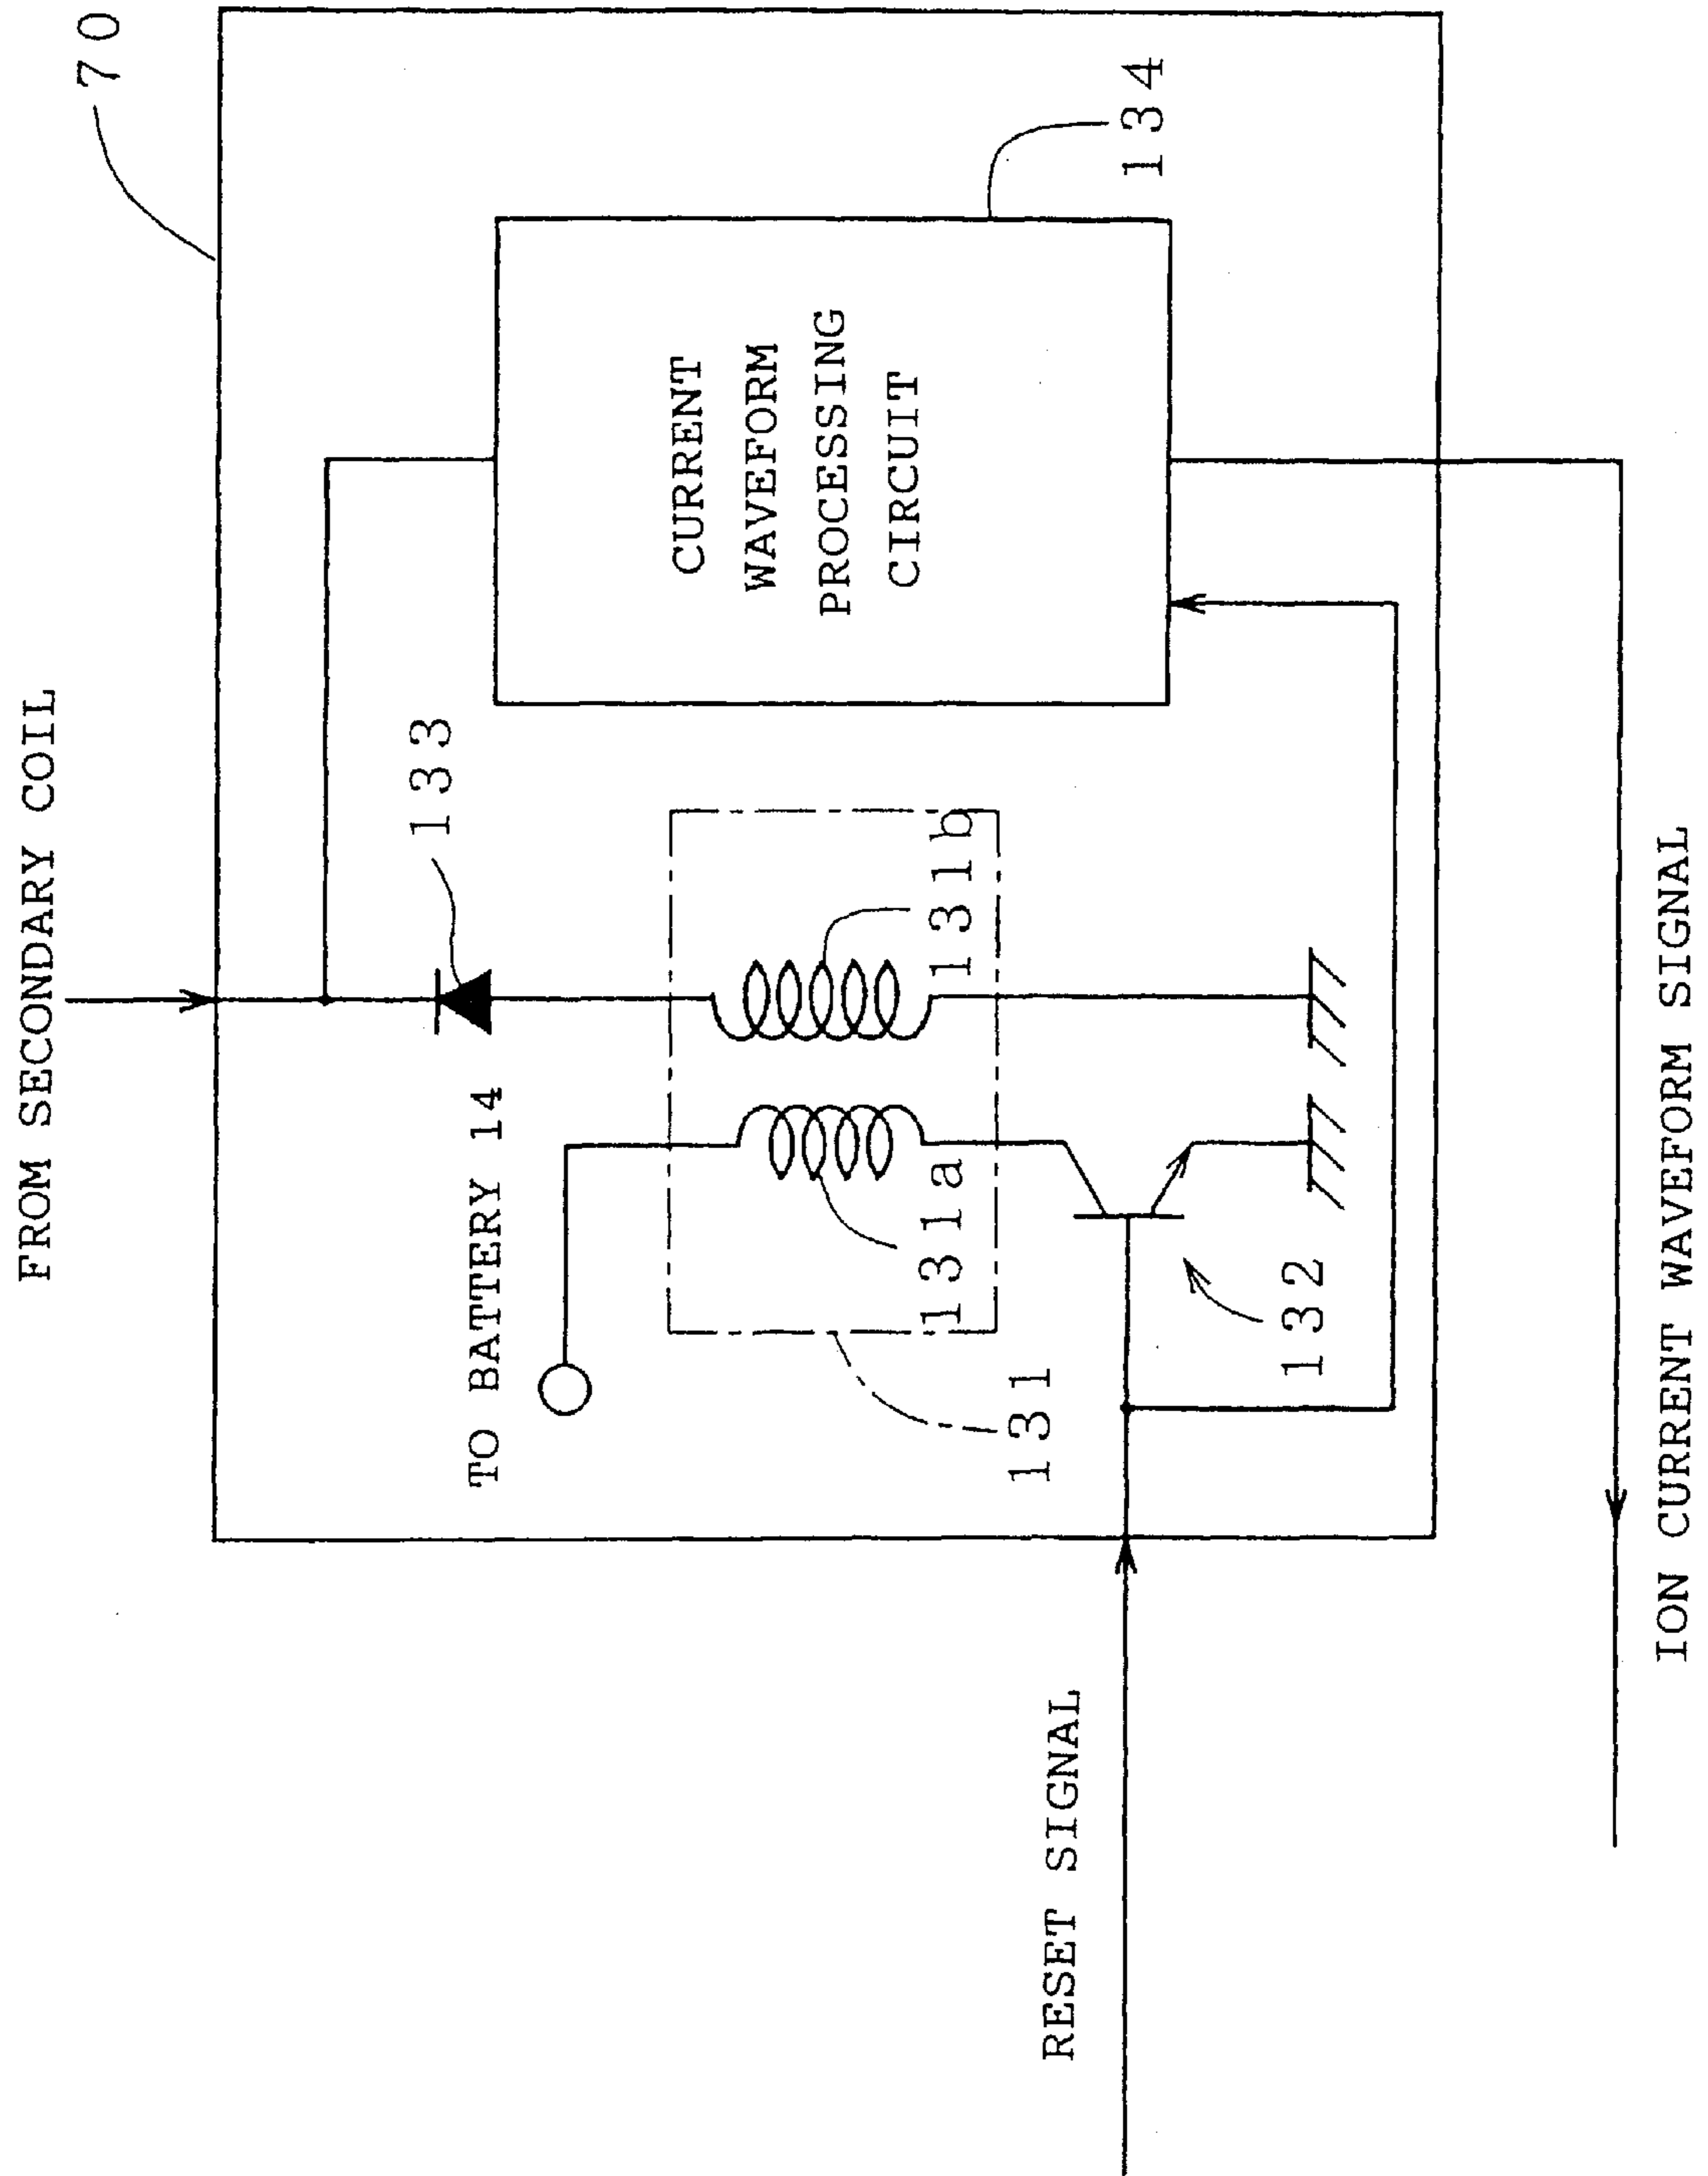 FROM SECONDARY COIL
70
133
TO BATTERY 14
CURRENT
WAVEFORM
PROCESSING
CIRCUIT
131a
131b
131
134
RESET SIGNAL
132
ION CURRENT WAVEFORM SIGNAL